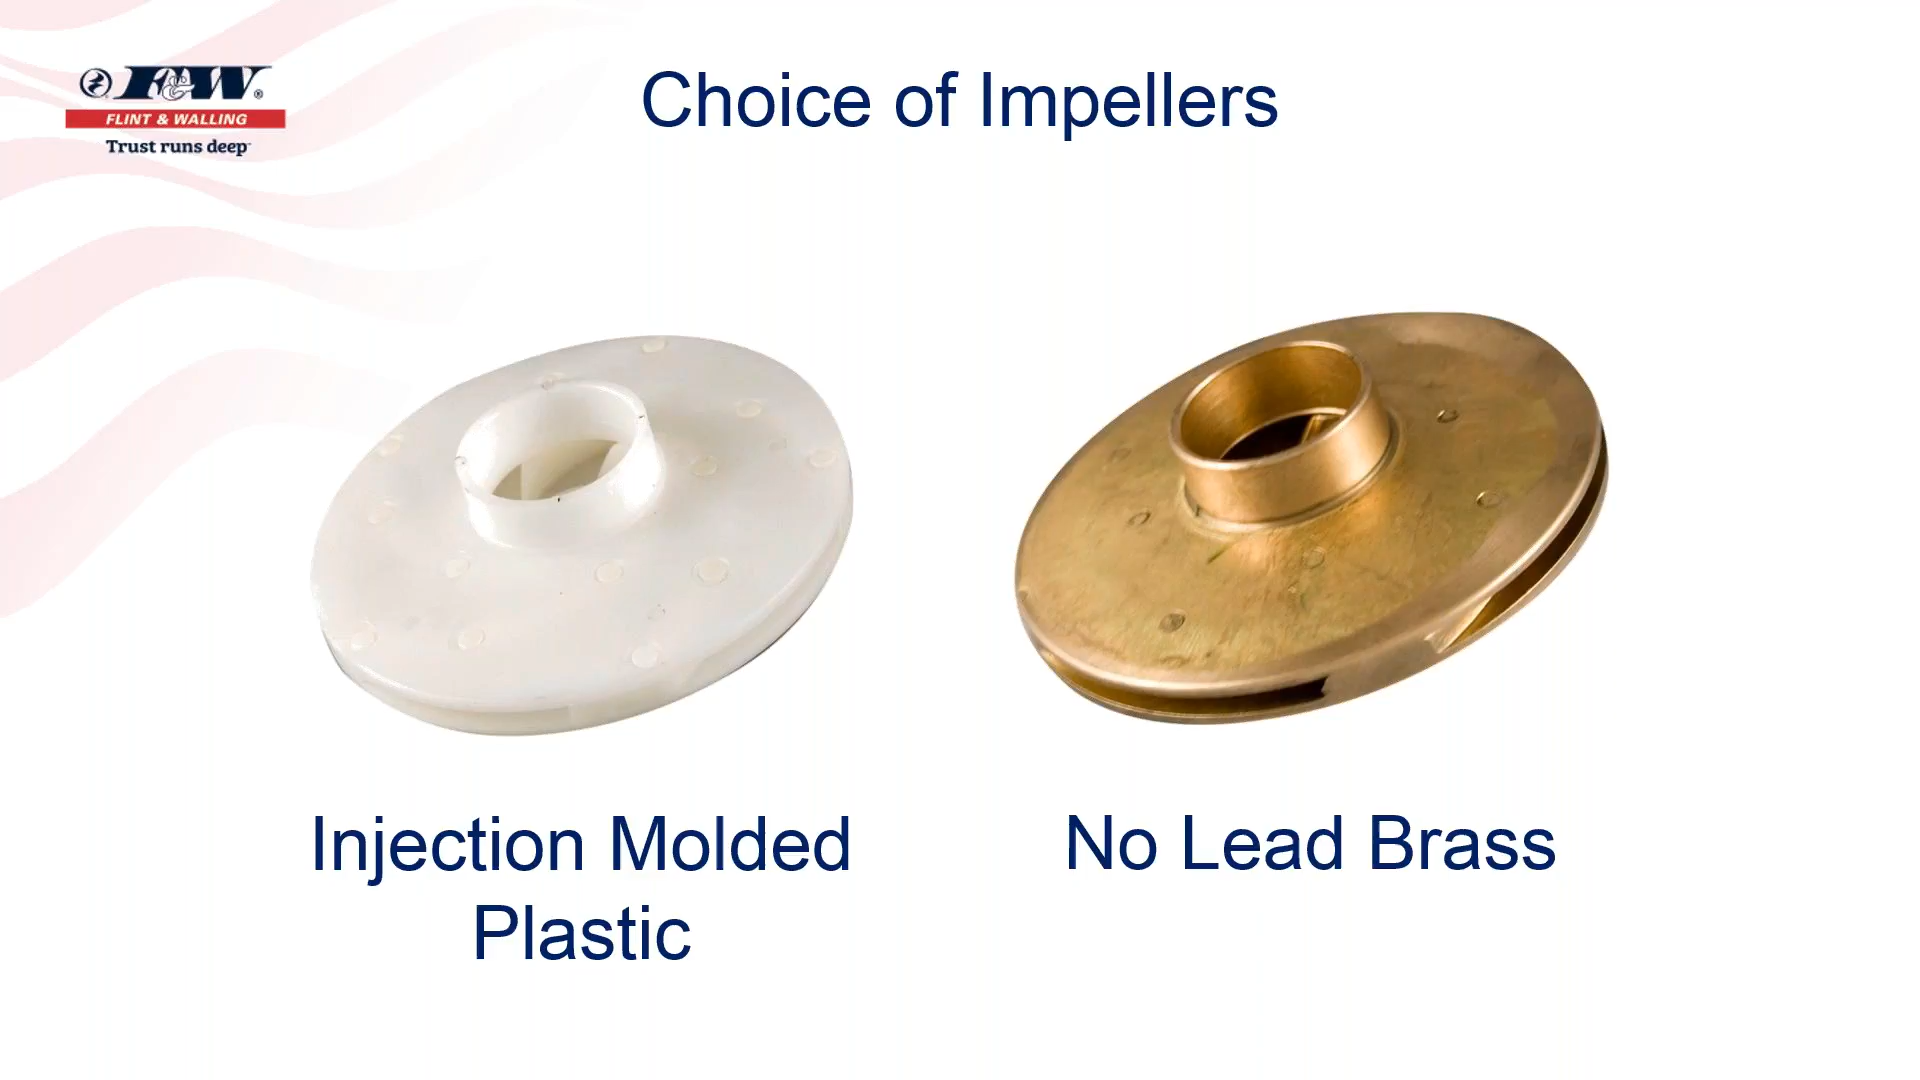 F&W®
FLINT & WALLING
Trust runs deep
Choice of Impellers
Injection Molded
Plastic
No Lead Brass